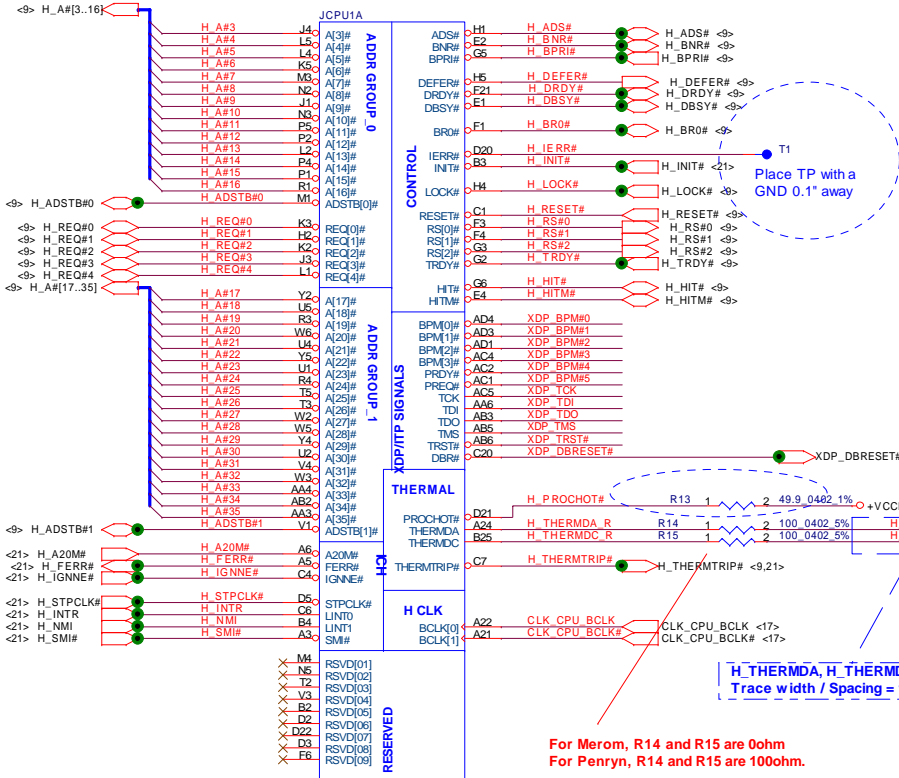 <9> H_A#[3..16]
JCPU1A
H_A#3 J4 A[3]#
H_A#4 L5 A[4]#
H_A#5 L4 A[5]#
H_A#6 K5 A[6]#
H_A#7 M3 A[7]#
H_A#8 N2 A[8]#
H_A#9 J1 A[9]#
H_A#10 N3 A[10]#
H_A#11 P5 A[11]#
H_A#12 P2 A[12]#
H_A#13 L2 A[13]#
H_A#14 P4 A[14]#
H_A#15 P1 A[15]#
H_A#16 R1 A[16]#
<9> H_ADSTB#0 H_ADSTB#0 M1 ADSTB[0]#
ADDR GROUP_0
<9> H_REQ#0 H_REQ#0 K3 REQ[0]#
<9> H_REQ#1 H_REQ#1 H2 REQ[1]#
<9> H_REQ#2 H_REQ#2 K2 REQ[2]#
<9> H_REQ#3 H_REQ#3 J3 REQ[3]#
<9> H_REQ#4 H_REQ#4 L1 REQ[4]#
<9> H_A#[17..35]
H_A#17 Y2 A[17]#
H_A#18 U5 A[18]#
H_A#19 R3 A[19]#
H_A#20 W6 A[20]#
H_A#21 U4 A[21]#
H_A#22 Y5 A[22]#
H_A#23 U1 A[23]#
H_A#24 R4 A[24]#
H_A#25 T5 A[25]#
H_A#26 T3 A[26]#
H_A#27 W2 A[27]#
H_A#28 W5 A[28]#
H_A#29 Y4 A[29]#
H_A#30 U2 A[30]#
H_A#31 V4 A[31]#
H_A#32 W3 A[32]#
H_A#33 AA4 A[33]#
H_A#34 AB2 A[34]#
H_A#35 AA3 A[35]#
<9> H_ADSTB#1 H_ADSTB#1 V1 ADSTB[1]#
ADDR GROUP_1
<21> H_A20M# H_A20M# A6 A20M#
<21> H_FERR# H_FERR# A5 FERR#
<21> H_IGNNE# H_IGNNE# C4 IGNNE#
<21> H_STPCLK# H_STPCLK# D5 STPCLK#
<21> H_INTR H_INTR C6 LINT0
<21> H_NMI H_NMI B4 LINT1
<21> H_SMI# H_SMI# A3 SMI#
ICH
M4 RSVD[01]
N5 RSVD[02]
T2 RSVD[03]
V3 RSVD[04]
B2 RSVD[05]
D2 RSVD[06]
D22 RSVD[07]
D3 RSVD[08]
F6 RSVD[09]
RESERVED
CONTROL
ADS# H1 H_ADS# H_ADS# <9>
BNR# E2 H_BNR# H_BNR# <9>
BPRI# G5 H_BPRI# H_BPRI# <9>
DEFER# H5 H_DEFER# H_DEFER# <9>
DRDY# F21 H_DRDY# H_DRDY# <9>
DBSY# E1 H_DBSY# H_DBSY# <9>
BR0# F1 H_BR0# H_BR0# <9>
IERR# D20 H_IERR# T1
INIT# B3 H_INIT# H_INIT# <21>
Place TP with a
GND 0.1" away
LOCK# H4 H_LOCK# H_LOCK# <9>
RESET# C1 H_RESET# H_RESET# <9>
RS[0]# F3 H_RS#0 H_RS#0 <9>
RS[1]# F4 H_RS#1 H_RS#1 <9>
RS[2]# G3 H_RS#2 H_RS#2 <9>
TRDY# G2 H_TRDY# H_TRDY# <9>
HIT# G6 H_HIT# H_HIT# <9>
HITM# E4 H_HITM# H_HITM# <9>
XDP/ITP SIGNALS
BPM[0]# AD4 XDP_BPM#0
BPM[1]# AD3 XDP_BPM#1
BPM[2]# AD1 XDP_BPM#2
BPM[3]# AC4 XDP_BPM#3
PRDY# AC2 XDP_BPM#4
PREQ# AC1 XDP_BPM#5
TCK AC5 XDP_TCK
TDI AA6 XDP_TDI
TDO AB3 XDP_TDO
TMS AB5 XDP_TMS
TRST# AB6 XDP_TRST#
DBR# C20 XDP_DBRESET# XDP_DBRESET#
THERMAL
PROCHOT# D21 H_PROCHOT# R13 1 2 49.9_0402_1% +VCC
THERMDA A24 H_THERMDA_R R14 1 2 100_0402_5% H
THERMDC B25 H_THERMDC_R R15 1 2 100_0402_5% H
THERMTRIP# C7 H_THERMTRIP# H_THERMTRIP# <9,21>
H CLK
BCLK[0] A22 CLK_CPU_BCLK CLK_CPU_BCLK <17>
BCLK[1] A21 CLK_CPU_BCLK# CLK_CPU_BCLK# <17>
H_THERMDA, H_THERMD
Trace width / Spacing =
For Merom, R14 and R15 are 0ohm
For Penryn, R14 and R15 are 100ohm.